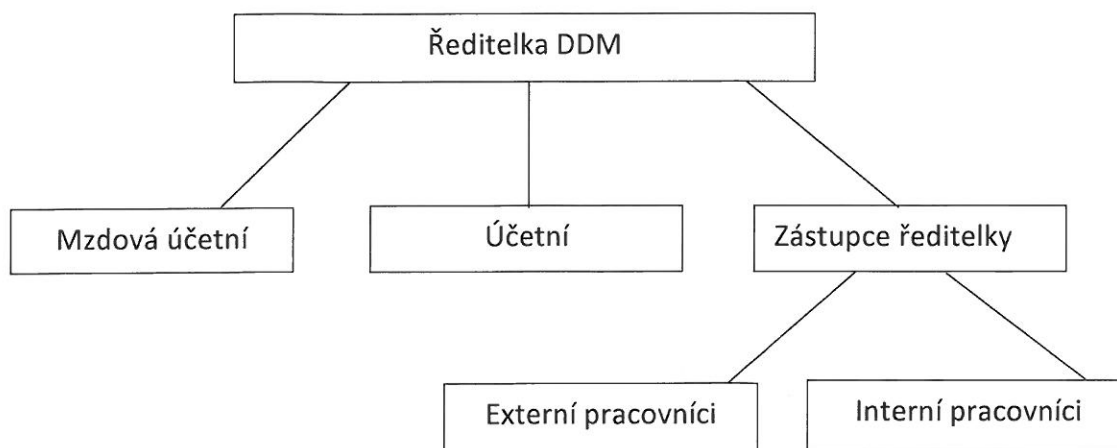 Ředitelka DDM
Mzdová účetní
Účetní
Zástupce ředitelky
Externí pracovníci
Interní pracovníci